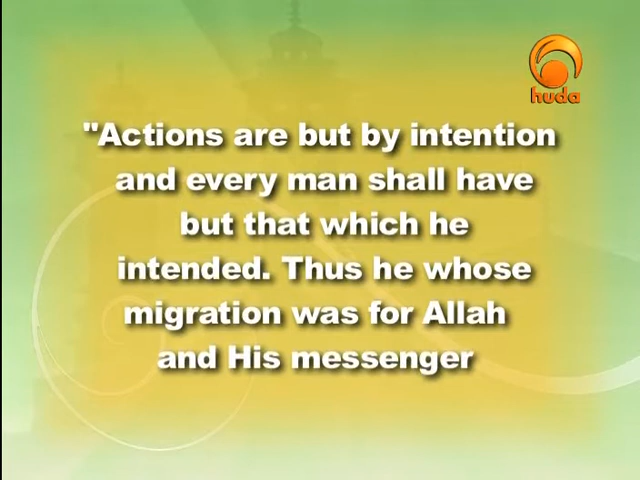 huda
"Actions are but by intention
and every man shall have
but that which he
intended. Thus he whose
migration was for Allah
and His messenger